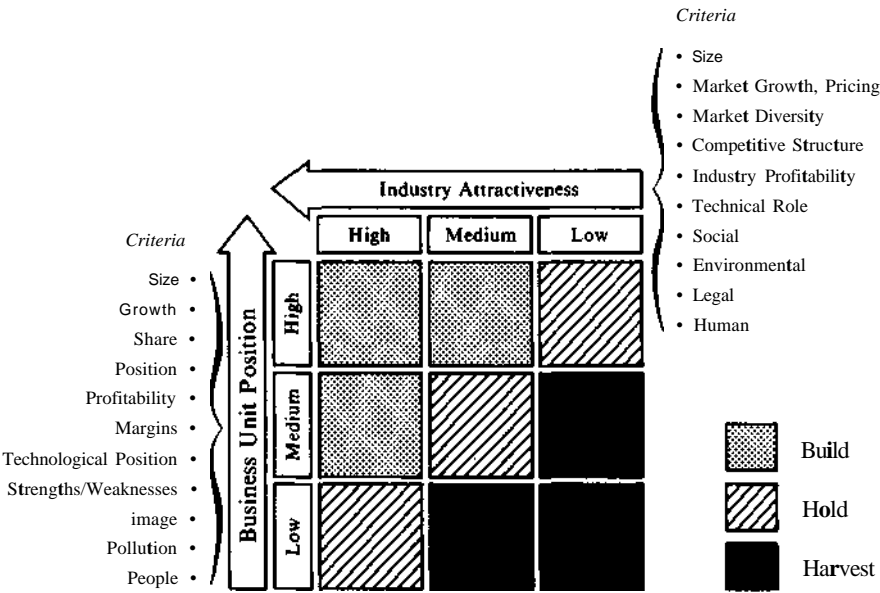 Criteria
• Size
• Market Growth, Pricing
• Market Diversity
• Competitive Structure
• Industry Profitability
• Technical Role
• Social
• Environmental
• Legal
• Human
Industry Attractiveness
High Medium Low
Criteria
Size •
Growth •
Share •
Position •
Profitability •
Margins •
Technological Position •
Strengths/Weaknesses •
image •
Pollution •
People •
Business Unit Position
High
Medium
Low
Build
Hold
Harvest